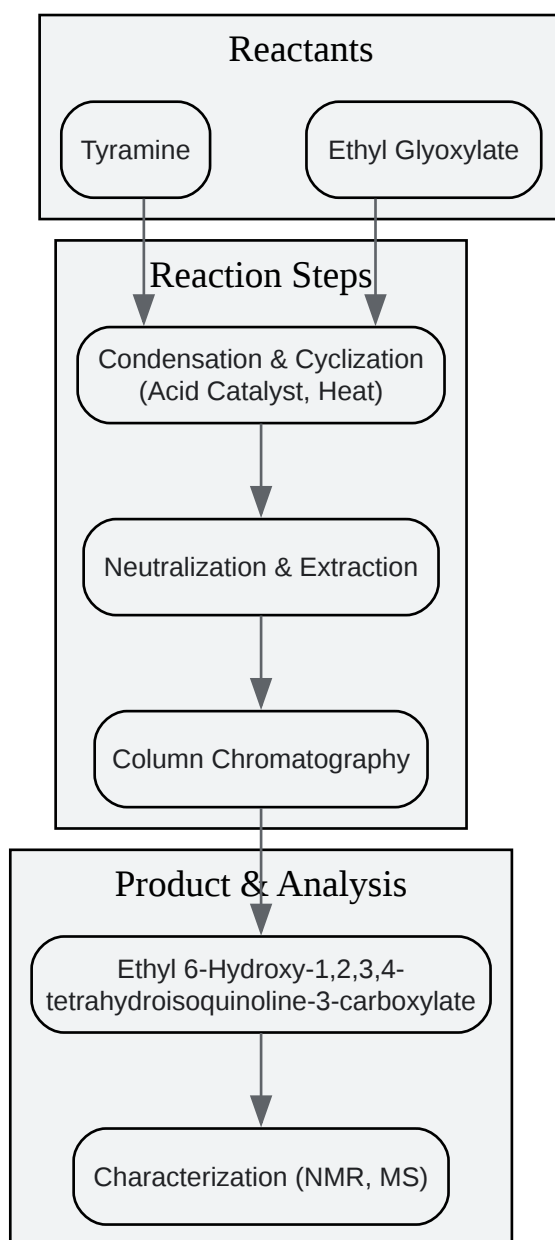 Reactants
Tyramine
Ethyl Glyoxylate
Reaction Steps
Condensation & Cyclization
(Acid Catalyst, Heat)
Neutralization & Extraction
Column Chromatography
Product & Analysis
Ethyl 6-Hydroxy-1,2,3,4-
tetrahydroisoquinoline-3-carboxylate
Characterization (NMR, MS)